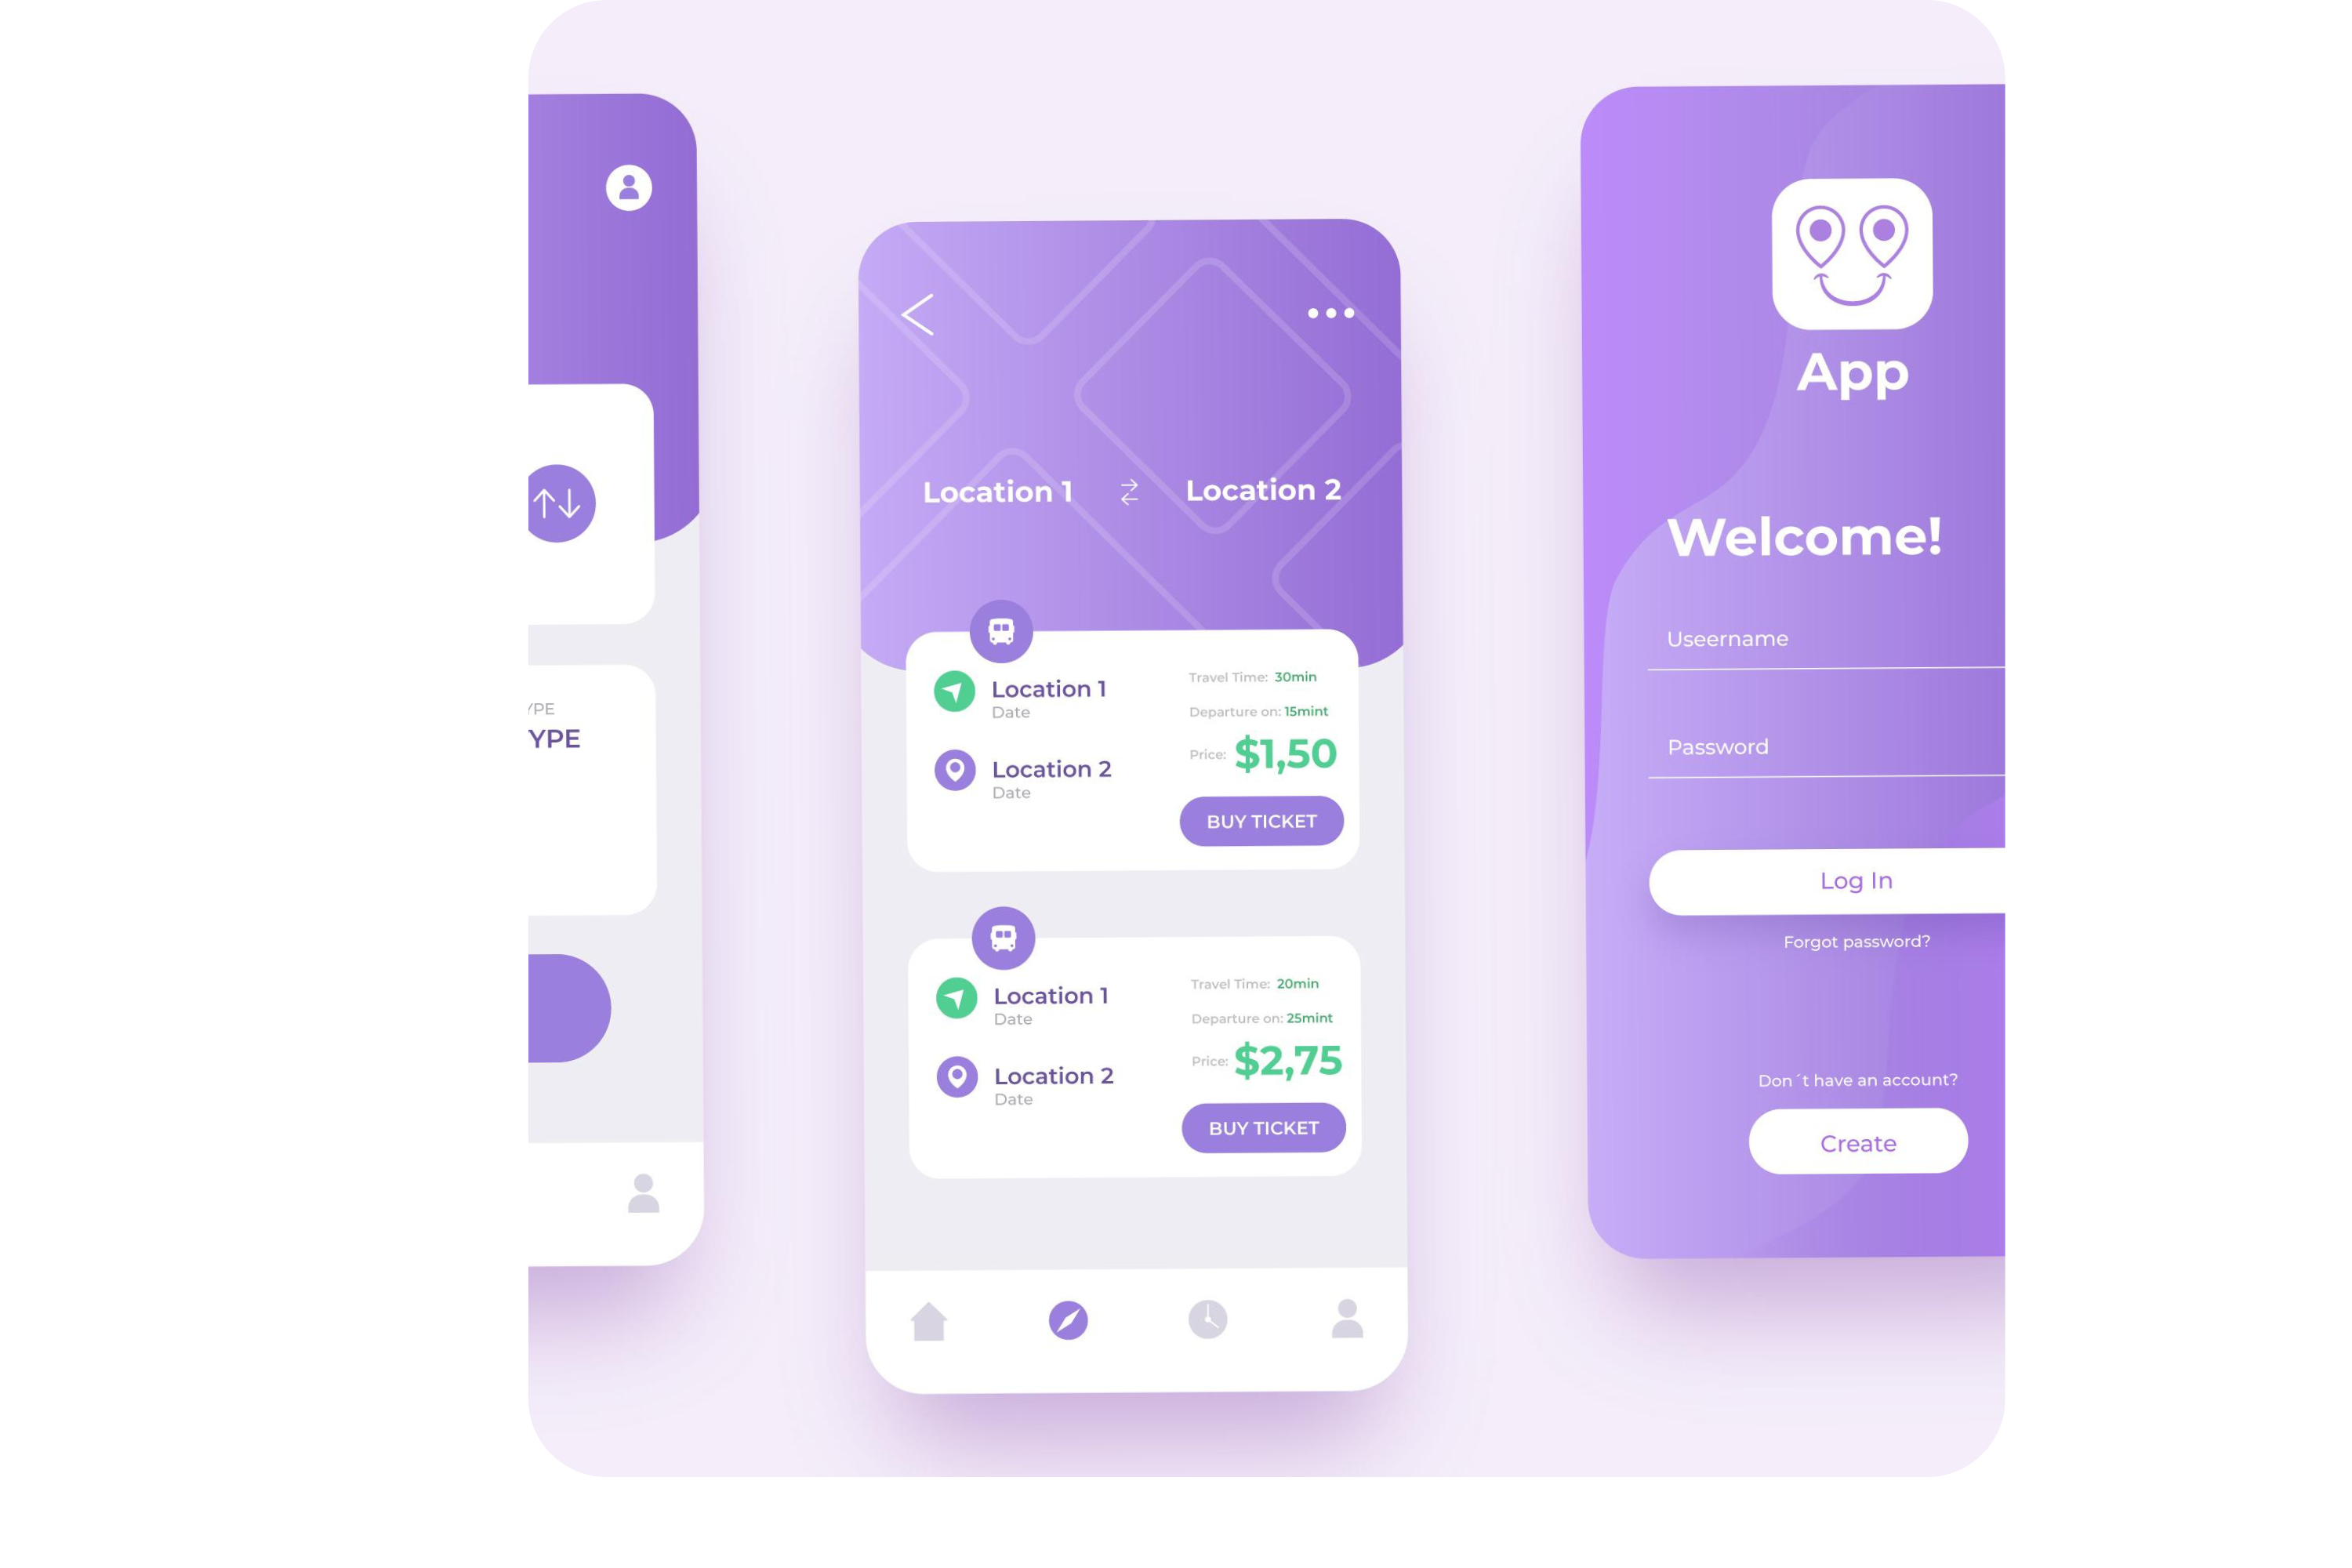 YPE
YPE
Location 1
Location 2
Location 1
Date
Location 2
Date
Travel Time: 30min
Departure on: 15mint
Price: $1,50
BUY TICKET
Location 1
Date
Location 2
Date
Travel Time: 20min
Departure on: 25mint
Price: $2,75
BUY TICKET
App
Welcome!
Useername
Password
Log In
Forgot password?
Don´t have an account?
Create